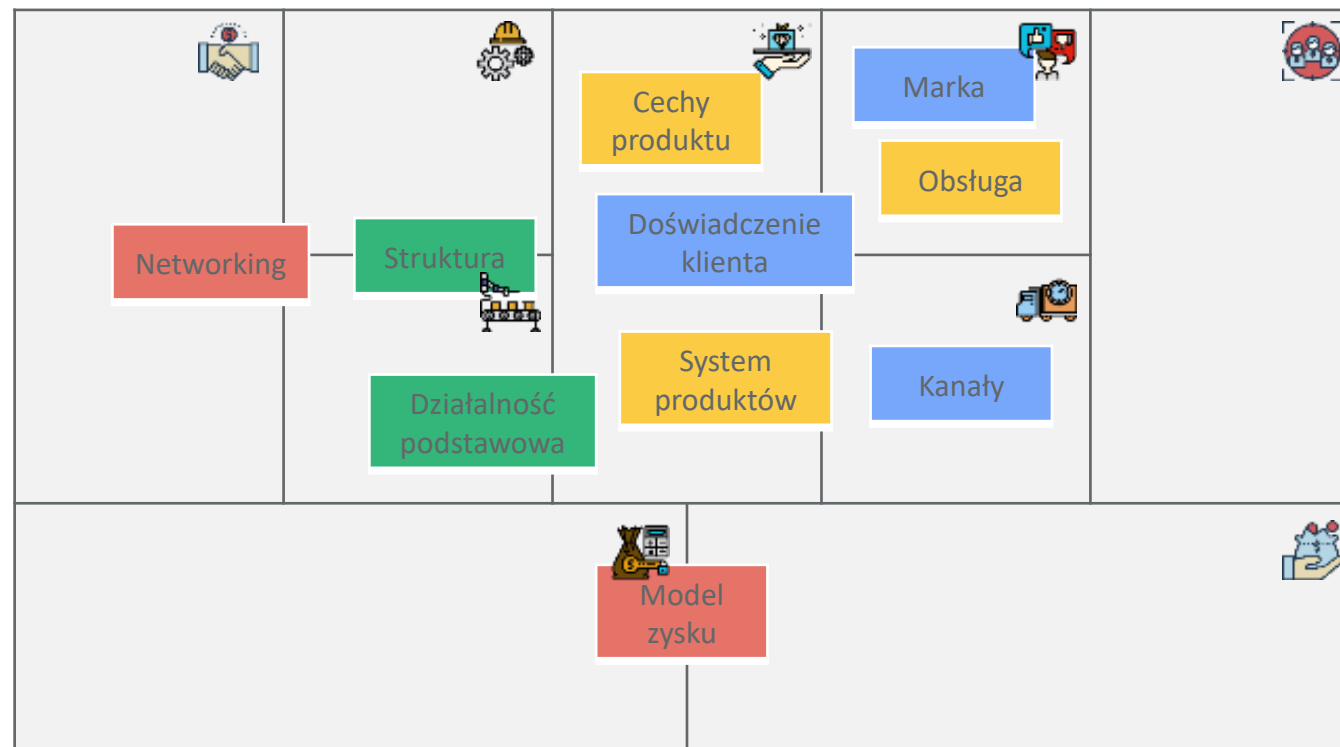 Cechy
produktu
Marka
Obsługa
Networking
Struktura
Doświadczenie
klienta
Działalność
podstawowa
System
produktów
Kanały
Model
zysku